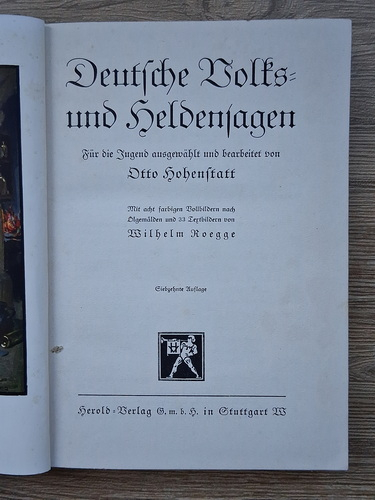 Deutsche Volks-
und Heldensagen
Für die Jugend ausgewählt und bearbeitet von
Otto Hohenstatt
Mit acht farbigen Vollbildern nach
Ölgemälden und 33 Textbildern von
Wilhelm Roegge
Siebzehnte Auflage
Herold-Verlag G. m. b. H. in Stuttgart W